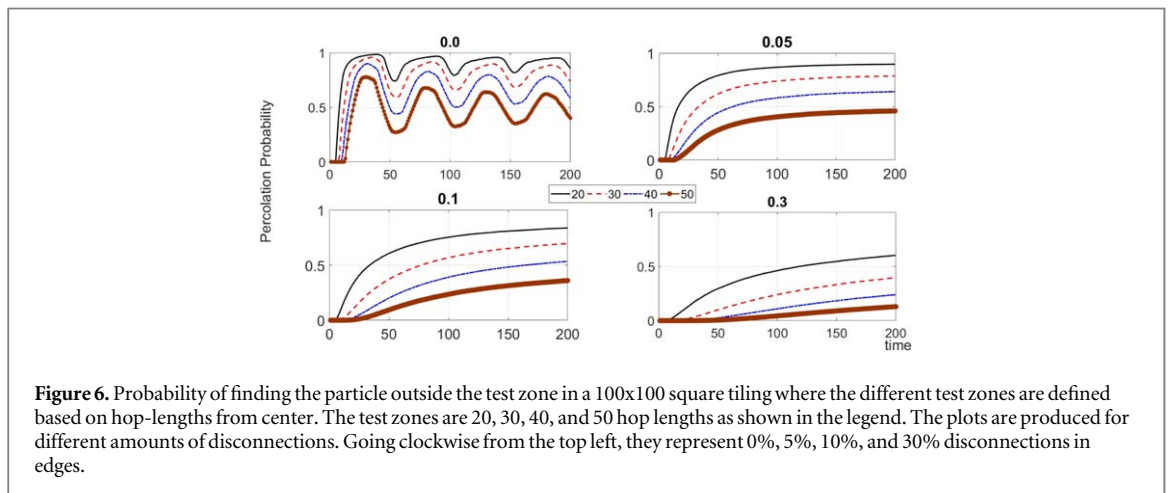 0.0
0.05
1
0.5
0
0 50 100 150 200
1
0.5
0
0 50 100 150 200
Percolation Probability
20 30 40 50
0.1
0.3
1
0.5
0
0 50 100 150 200
1
0.5
0
0 50 100 150 200
time
Figure 6. Probability of finding the particle outside the test zone in a 100x100 square tiling where the different test zones are defined
based on hop-lengths from center. The test zones are 20, 30, 40, and 50 hop lengths as shown in the legend. The plots are produced for
different amounts of disconnections. Going clockwise from the top left, they represent 0%, 5%, 10%, and 30% disconnections in
edges.